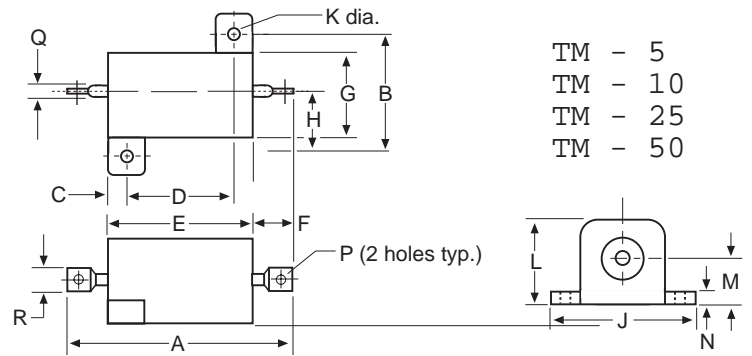 K dia.
Q
TM - 5
TM - 10
TM - 25
TM - 50
G
B
H
C
D
E
F
P (2 holes typ.)
L
M
R
J
N
A